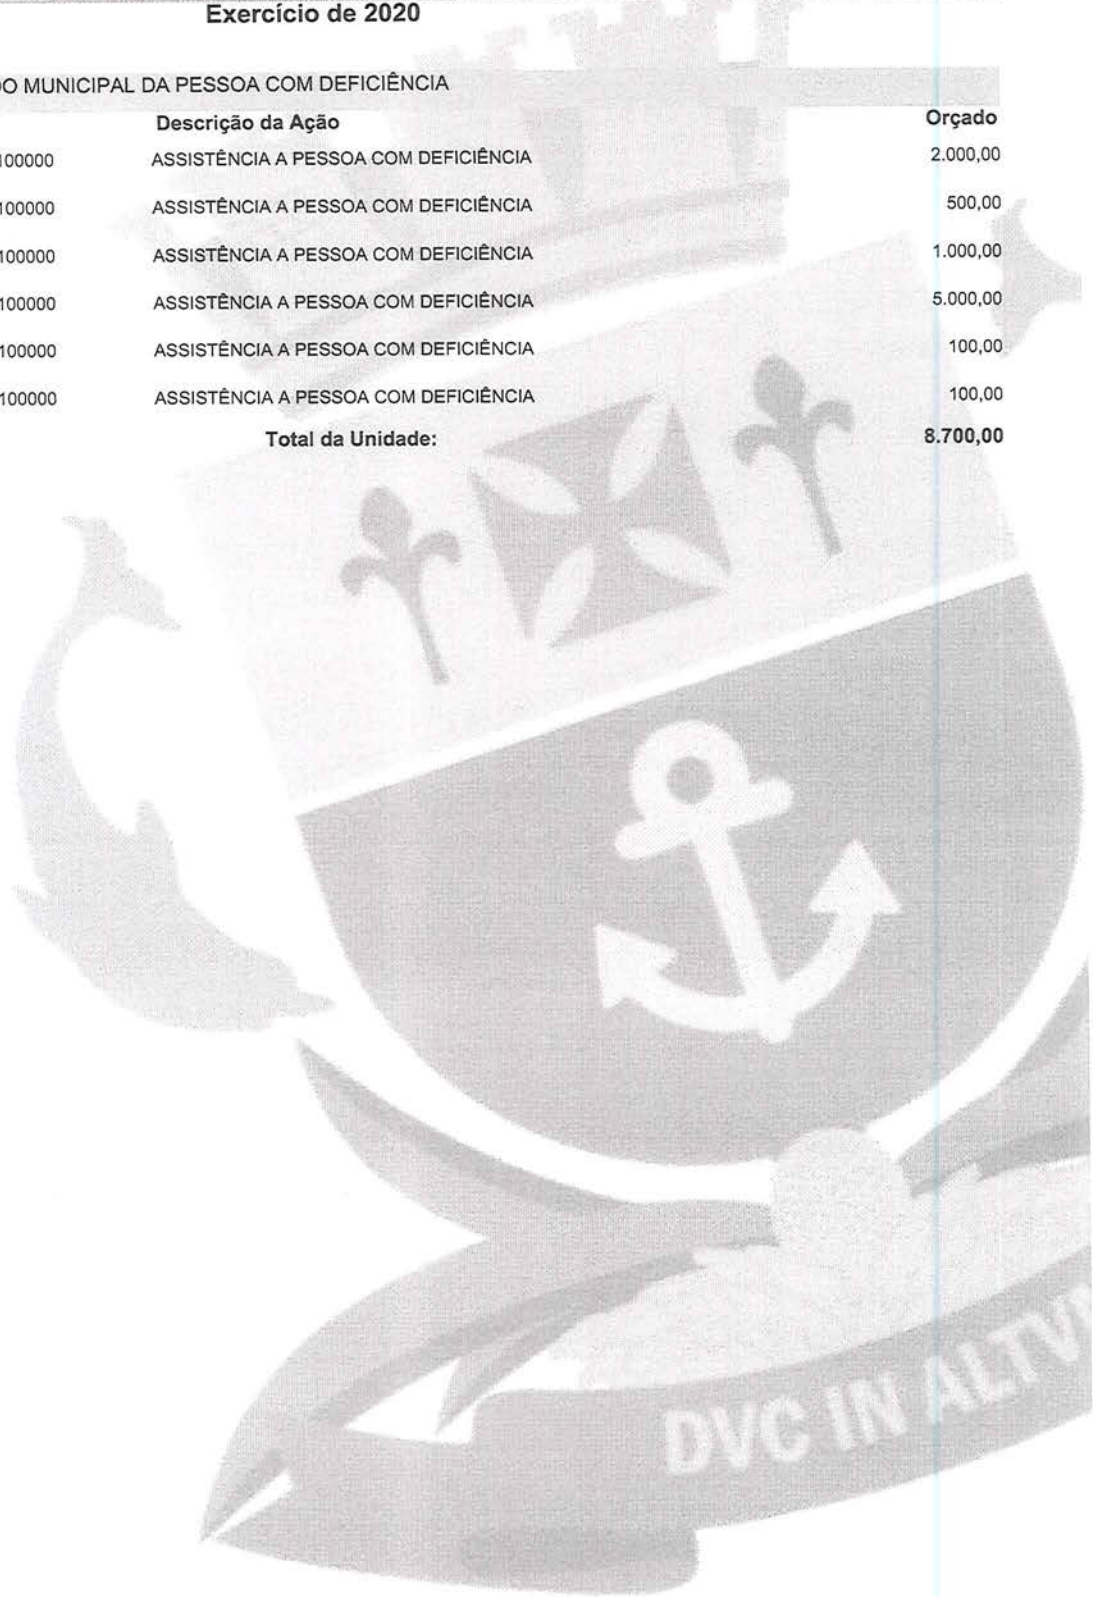 Exercício de 2020
DO MUNICIPAL DA PESSOA COM DEFICIÊNCIA
Descrição da Ação Orçado
100000 ASSISTÊNCIA A PESSOA COM DEFICIÊNCIA 2.000,00
100000 ASSISTÊNCIA A PESSOA COM DEFICIÊNCIA 500,00
100000 ASSISTÊNCIA A PESSOA COM DEFICIÊNCIA 1.000,00
100000 ASSISTÊNCIA A PESSOA COM DEFICIÊNCIA 5.000,00
100000 ASSISTÊNCIA A PESSOA COM DEFICIÊNCIA 100,00
100000 ASSISTÊNCIA A PESSOA COM DEFICIÊNCIA 100,00
Total da Unidade: 8.700,00
DVC IN ALTV